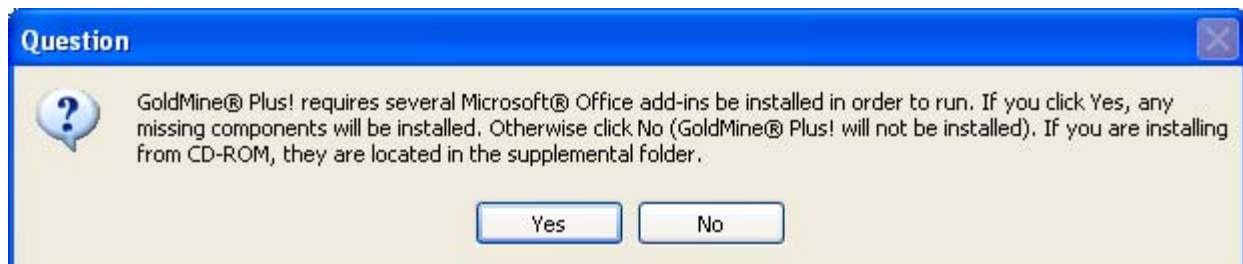 Question
GoldMine® Plus! requires several Microsoft® Office add-ins be installed in order to run. If you click Yes, any
missing components will be installed. Otherwise click No (GoldMine® Plus! will not be installed). If you are installing
from CD-ROM, they are located in the supplemental folder.
Yes No